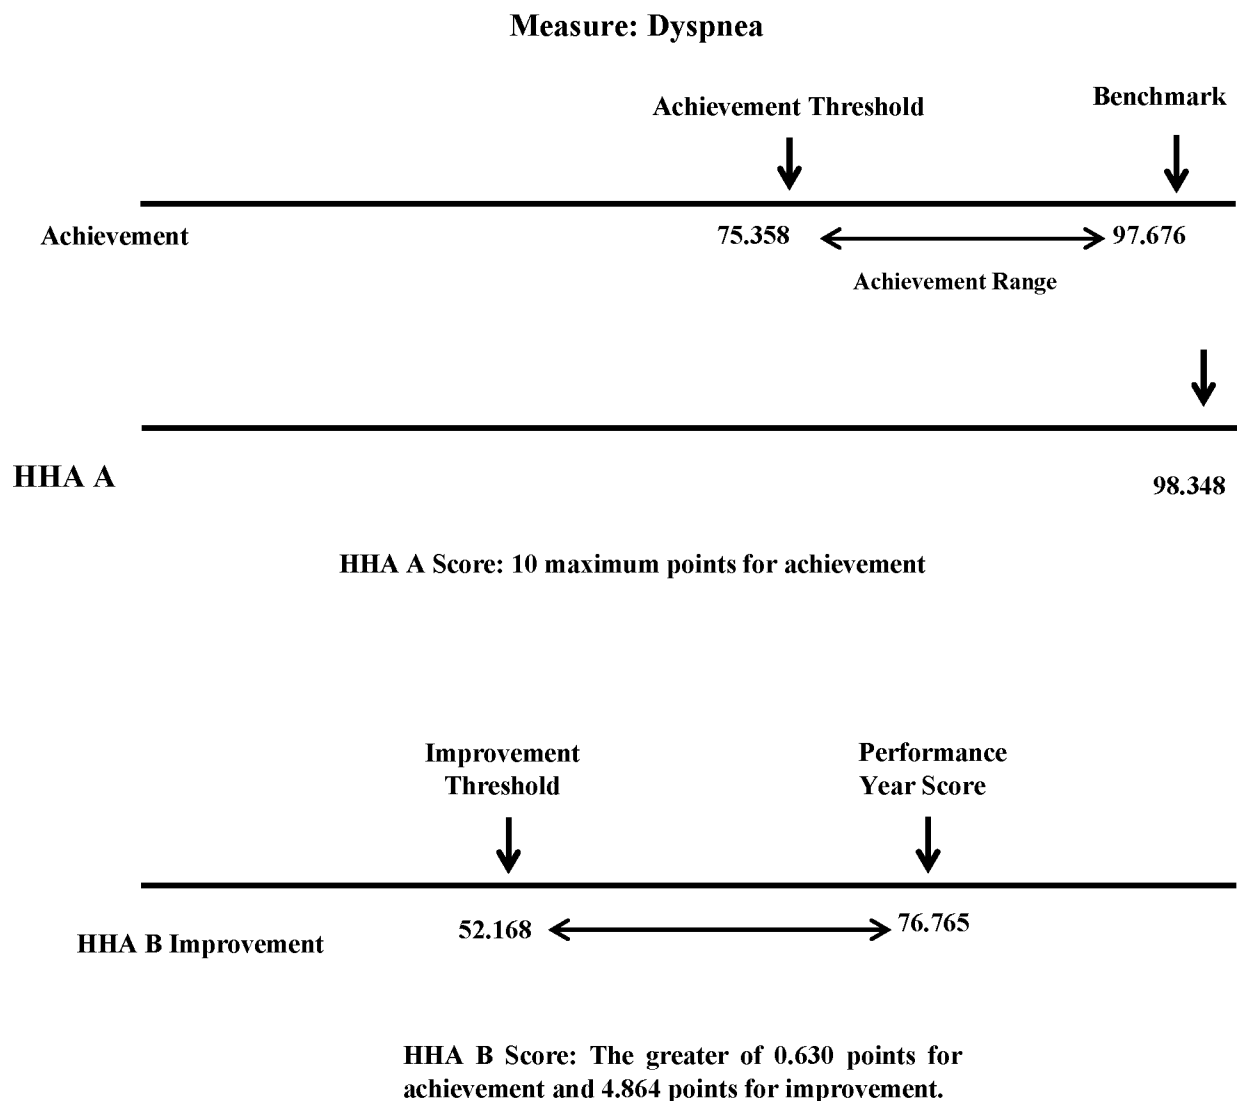 Measure: Dyspnea
Achievement Threshold
Benchmark
Achievement
75.358
97.676
Achievement Range
HHA A
98.348
HHA A Score: 10 maximum points for achievement
Improvement
Threshold
Performance
Year Score
HHA B Improvement
52.168
76.765
HHA B Score: The greater of 0.630 points for
achievement and 4.864 points for improvement.